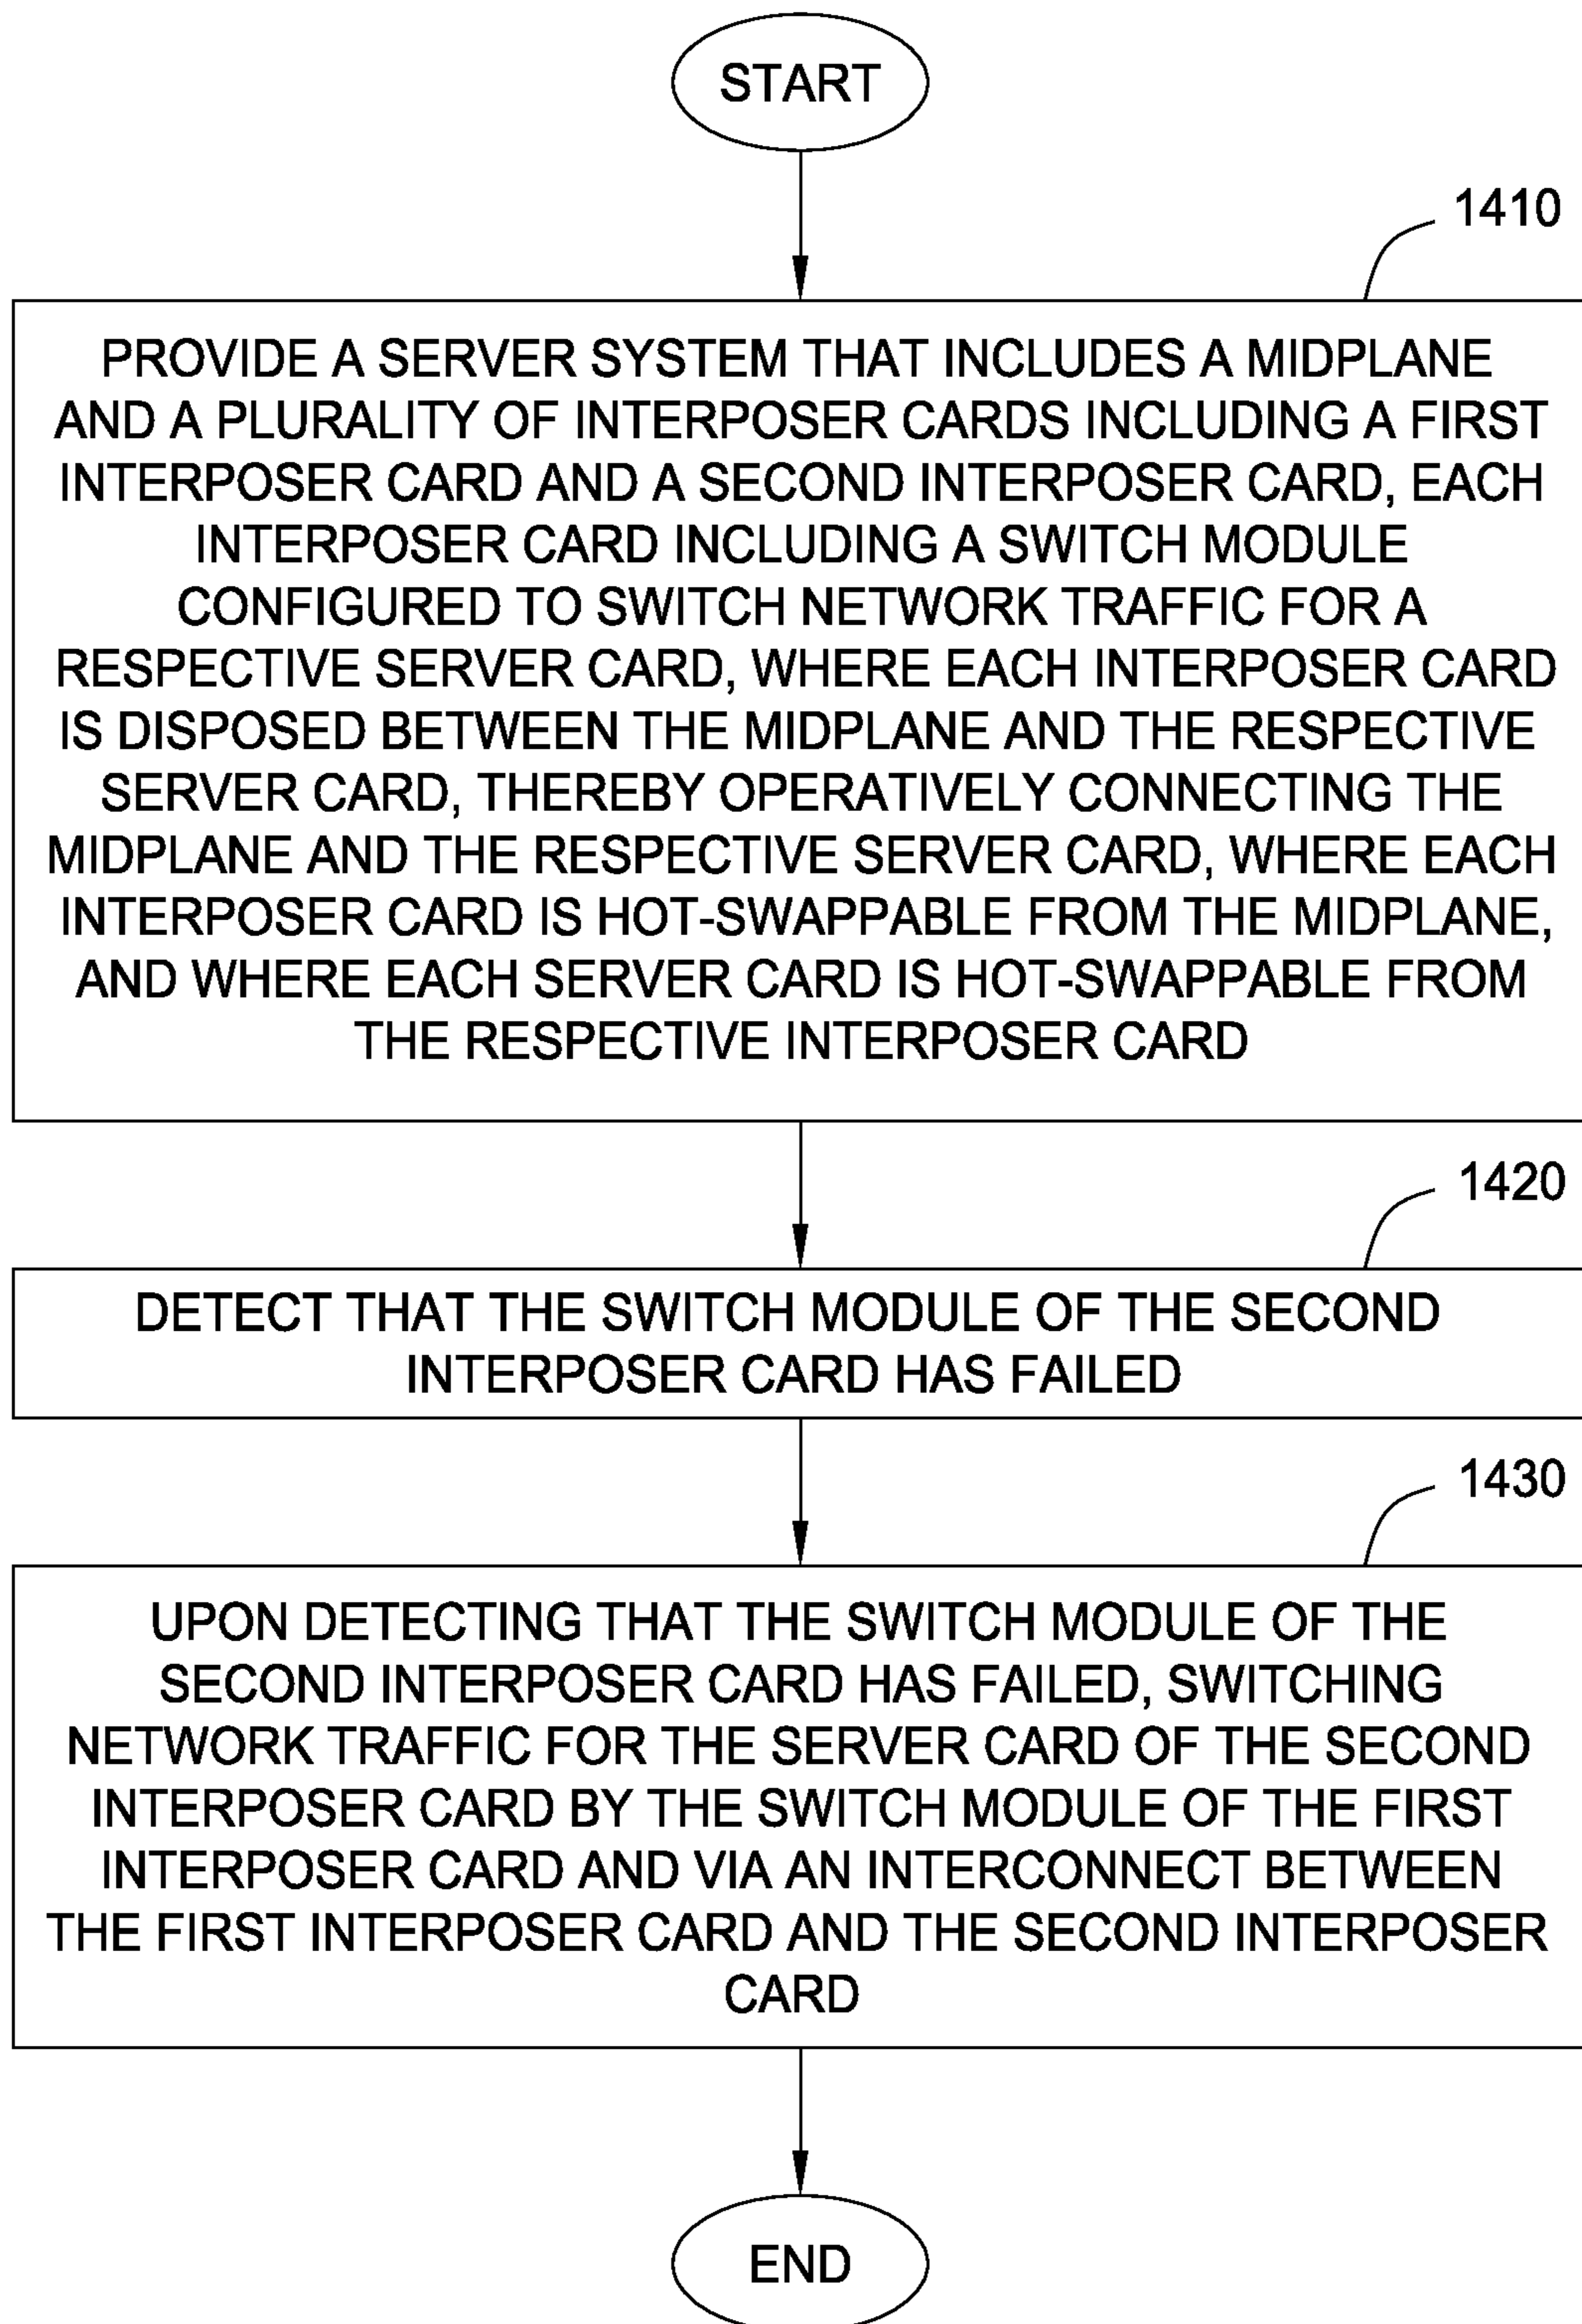 START
1410
PROVIDE A SERVER SYSTEM THAT INCLUDES A MIDPLANE
AND A PLURALITY OF INTERPOSER CARDS INCLUDING A FIRST
INTERPOSER CARD AND A SECOND INTERPOSER CARD, EACH
INTERPOSER CARD INCLUDING A SWITCH MODULE
CONFIGURED TO SWITCH NETWORK TRAFFIC FOR A
RESPECTIVE SERVER CARD, WHERE EACH INTERPOSER CARD
IS DISPOSED BETWEEN THE MIDPLANE AND THE RESPECTIVE
SERVER CARD, THEREBY OPERATIVELY CONNECTING THE
MIDPLANE AND THE RESPECTIVE SERVER CARD, WHERE EACH
INTERPOSER CARD IS HOT-SWAPPABLE FROM THE MIDPLANE,
AND WHERE EACH SERVER CARD IS HOT-SWAPPABLE FROM
THE RESPECTIVE INTERPOSER CARD
1420
DETECT THAT THE SWITCH MODULE OF THE SECOND
INTERPOSER CARD HAS FAILED
1430
UPON DETECTING THAT THE SWITCH MODULE OF THE
SECOND INTERPOSER CARD HAS FAILED, SWITCHING
NETWORK TRAFFIC FOR THE SERVER CARD OF THE SECOND
INTERPOSER CARD BY THE SWITCH MODULE OF THE FIRST
INTERPOSER CARD AND VIA AN INTERCONNECT BETWEEN
THE FIRST INTERPOSER CARD AND THE SECOND INTERPOSER
CARD
END